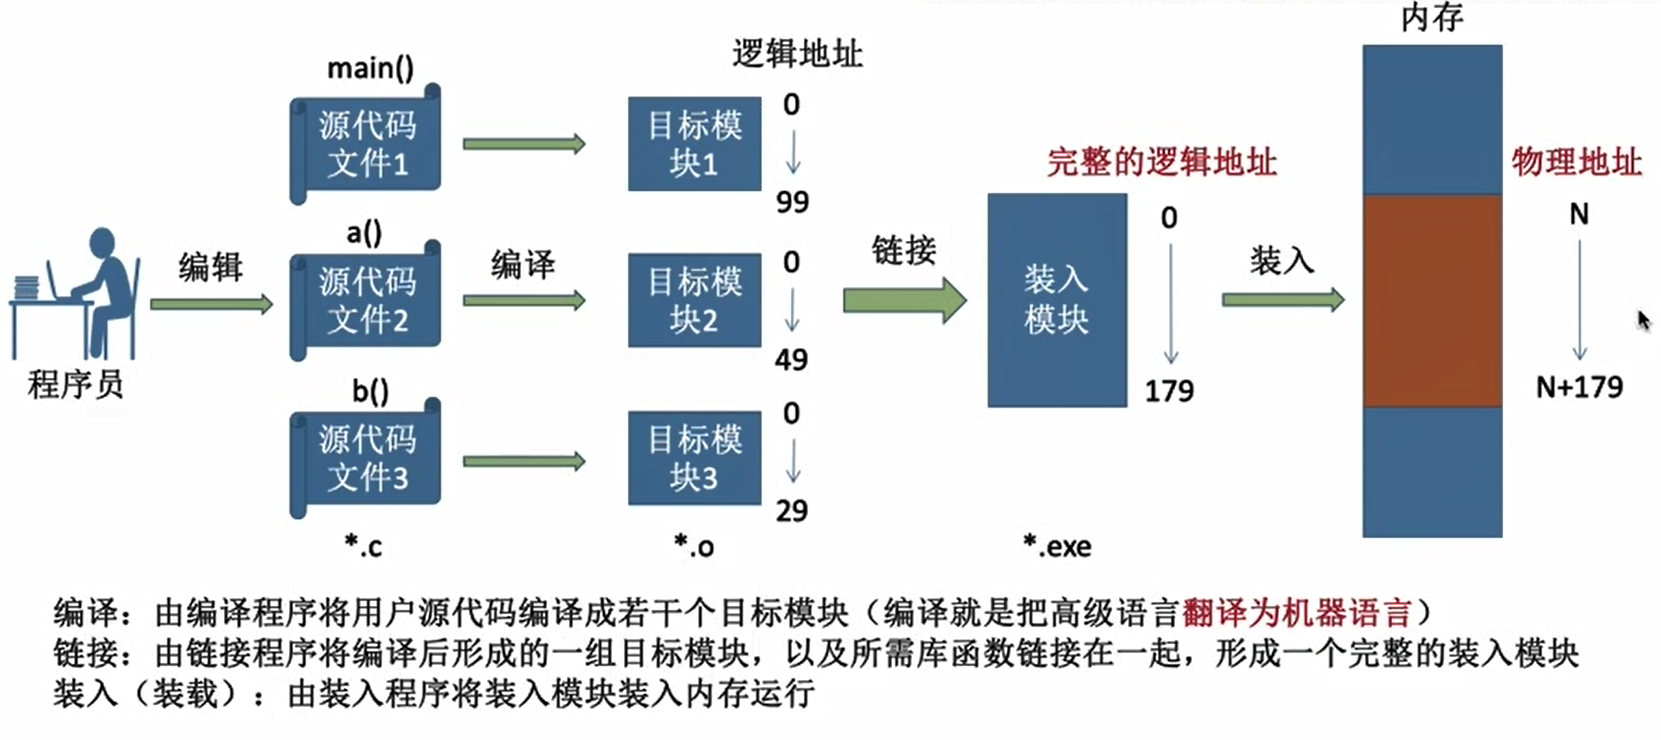 内存
逻辑地址
main()
源代码
文件1
目标模
块1
0
99
完整的逻辑地址
物理地址
a()
源代码
文件2
编辑
编译
目标模
块2
0
49
链接
装入
模块
0
179
装入
N
N+179
程序员
b()
源代码
文件3
目标模
块3
0
29
*.c
*.o
*.exe
编译：由编译程序将用户源代码编译成若干个目标模块（编译就是把高级语言翻译为机器语言）
链接：由链接程序将编译后形成的一组目标模块，以及所需库函数链接在一起，形成一个完整的装入模块
装入（装载）：由装入程序将装入模块装入内存运行